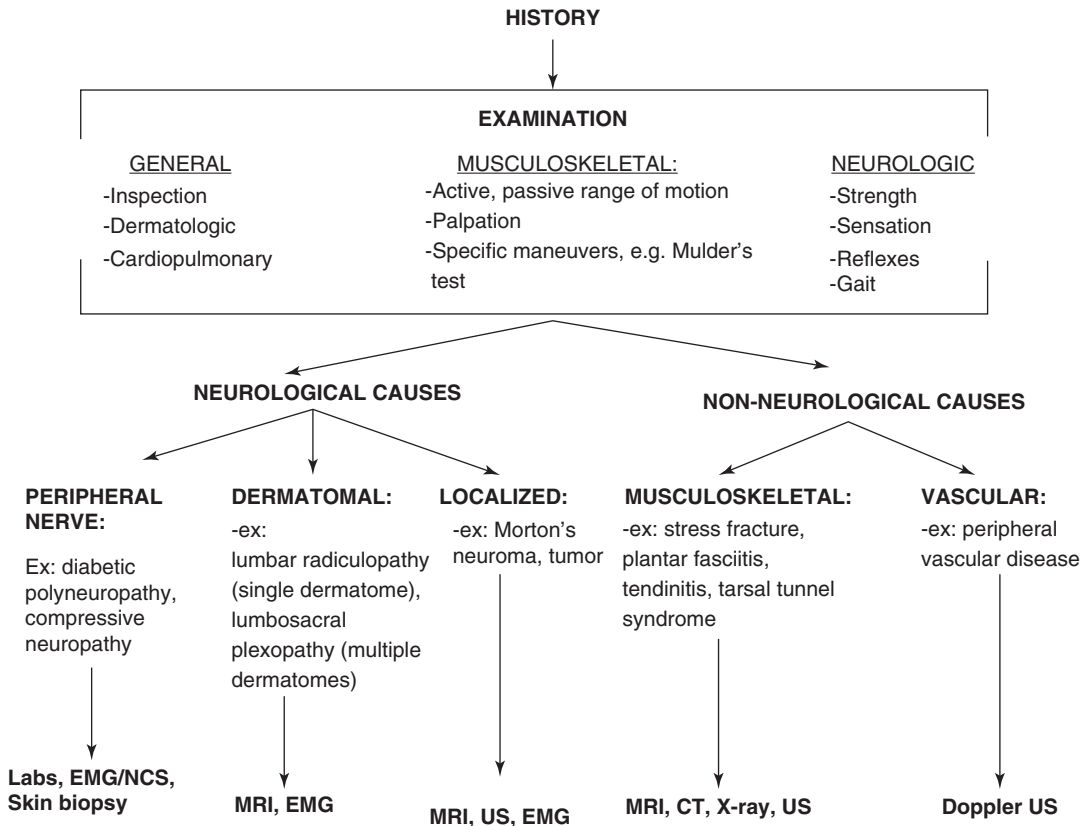 HISTORY
EXAMINATION
GENERAL
-Inspection
-Dermatologic
-Cardiopulmonary
MUSCULOSKELETAL:
-Active, passive range of motion
-Palpation
-Specific maneuvers, e.g. Mulder's
test
NEUROLOGIC
-Strength
-Sensation
-Reflexes
-Gait
NEUROLOGICAL CAUSES
NON-NEUROLOGICAL CAUSES
PERIPHERAL
NERVE:
Ex: diabetic
polyneuropathy,
compressive
neuropathy
Labs, EMG/NCS,
Skin biopsy
DERMATOMAL:
-ex:
lumbar radiculopathy
(single dermatome),
lumbosacral
plexopathy (multiple
dermatomes)
MRI, EMG
LOCALIZED:
-ex: Morton's
neuroma, tumor
MRI, US, EMG
MUSCULOSKELETAL:
-ex: stress fracture,
plantar fasciitis,
tendinitis, tarsal tunnel
syndrome
MRI, CT, X-ray, US
VASCULAR:
-ex: peripheral
vascular disease
Doppler US